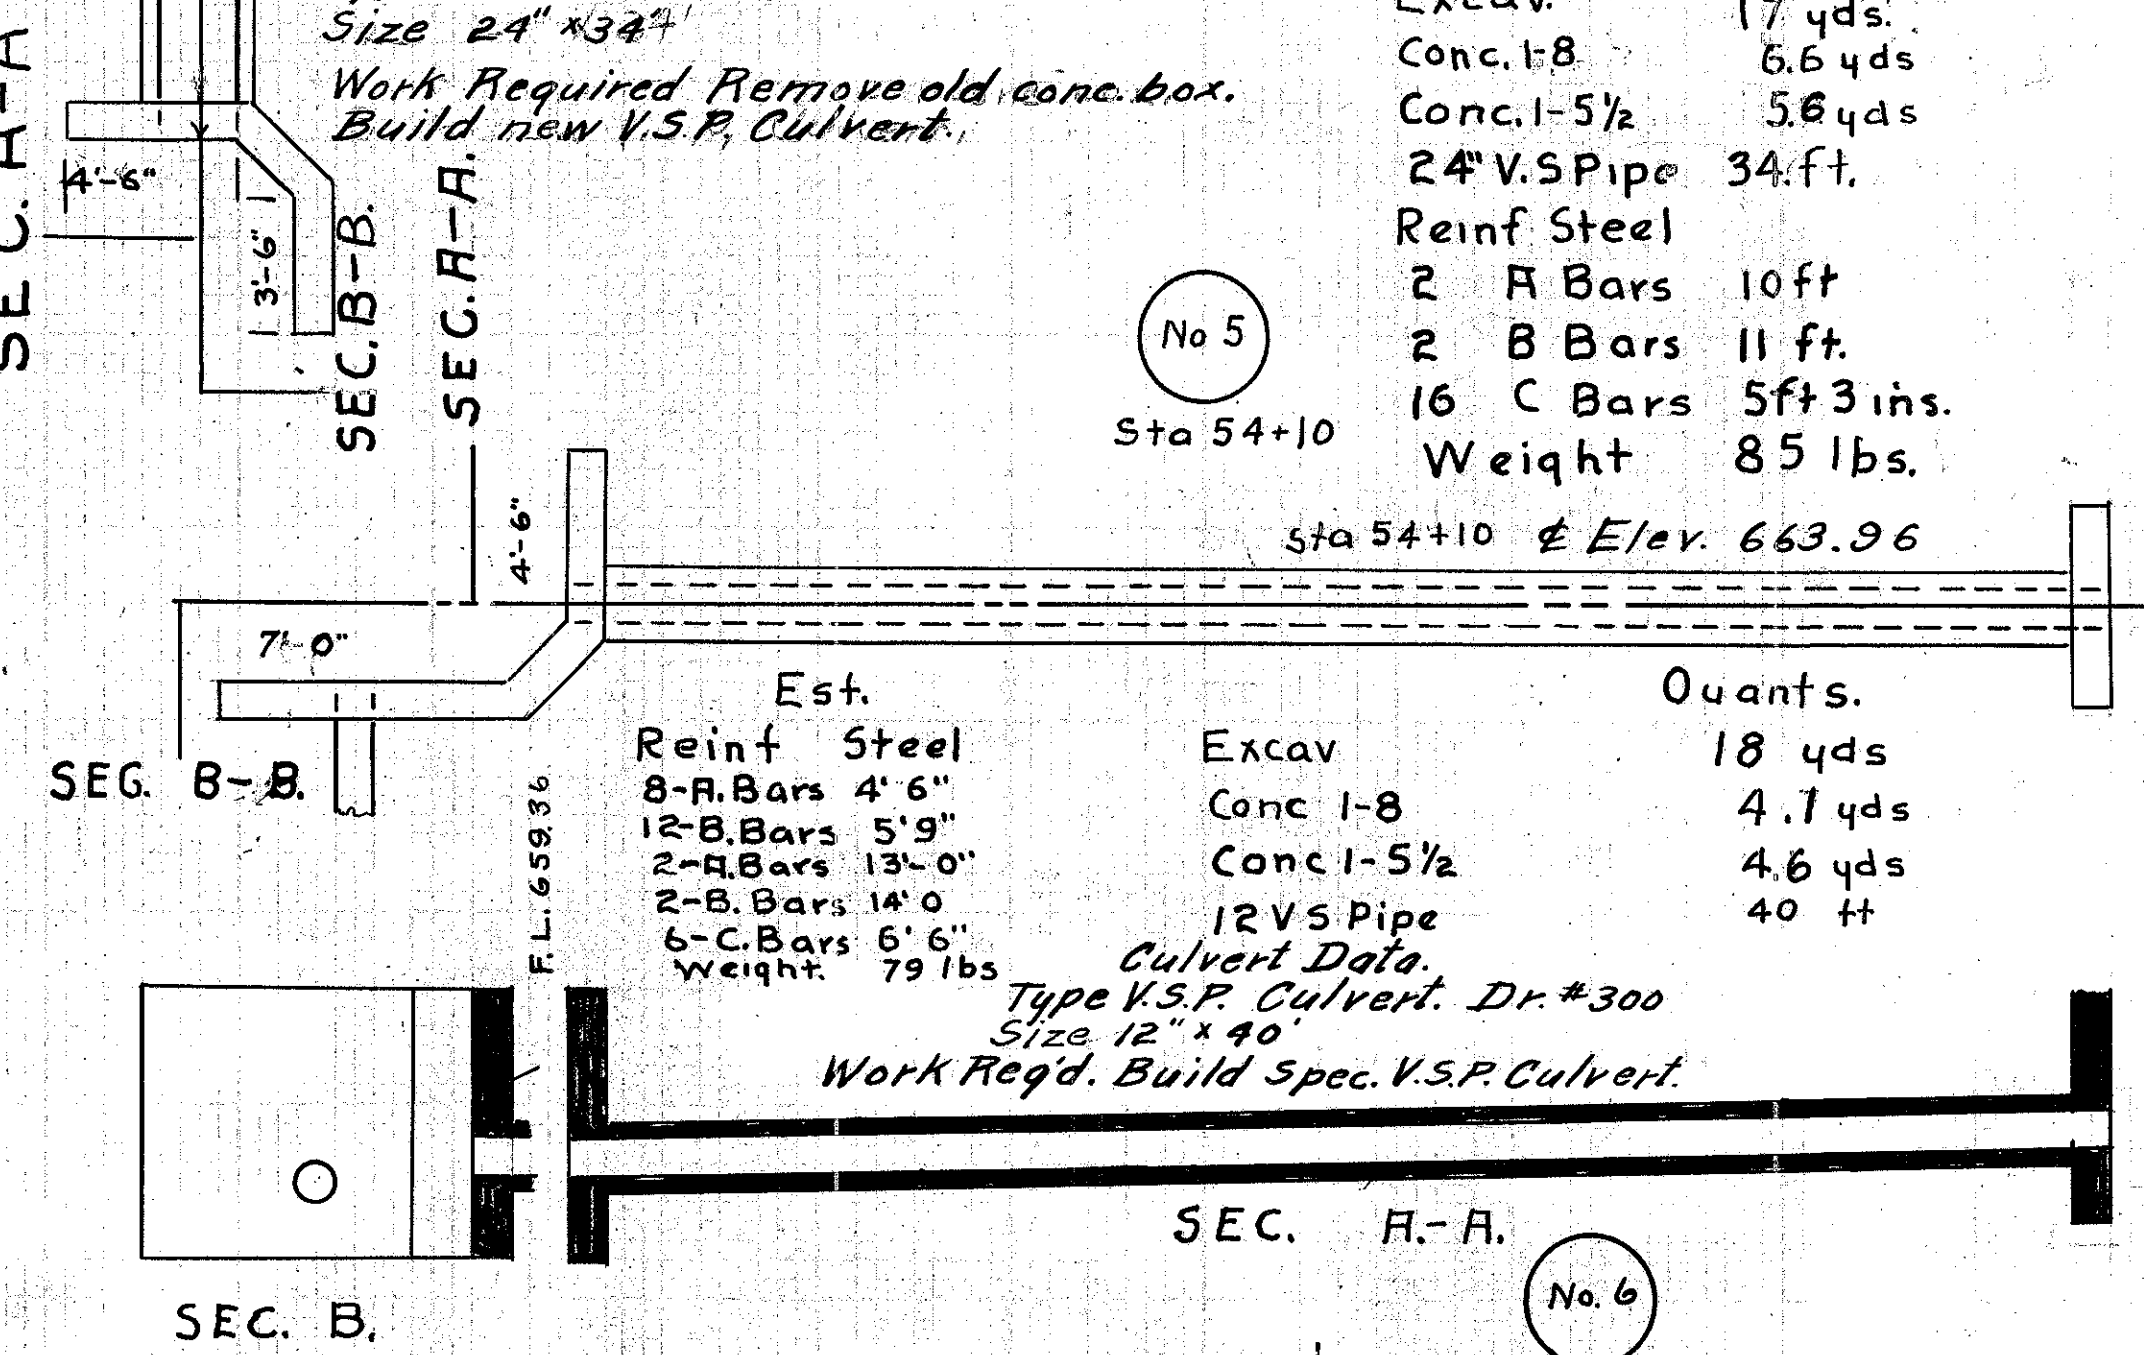 Size 24" x 34'
Work Required Remove old conc. box.
Build new V.S.P. Culvert.
Excav. 17 yds.
Conc. 1-8 6.6 yds
Conc. 1-5½ 5.6 yds
24" V.S Pipe 34.ft.
Reinf Steel
2 A Bars 10 ft
2 B Bars 11 ft.
16 C Bars 5ft 3 ins.
Weight 85 lbs.
SEC. A-A
4'-6"
3'-6"
SEC. B-B.
SEC. A-A.
No 5
Sta 54+10
4'-6"
Sta 54+10 ₵ Elev. 663.96
7'-0"
SEC. B-B.
Est. Quants.
Reinf Steel
8-A. Bars 4' 6"
12-B. Bars 5' 9"
2-A. Bars 13'-0"
2-B. Bars 14' 0
6-C. Bars 6' 6"
Weight. 79 lbs
Excav 18 yds
Conc 1-8 4.7 yds
Conc 1-5½ 4.6 yds
12 V S Pipe 40 ft
F.L. 659.36
Culvert Data.
Type V.S.P. Culvert. Dr. #300
Size 12" x 40'
Work Req'd. Build Spec. V.S.P. Culvert.
SEC. A.-A.
SEC. B.
No. 6